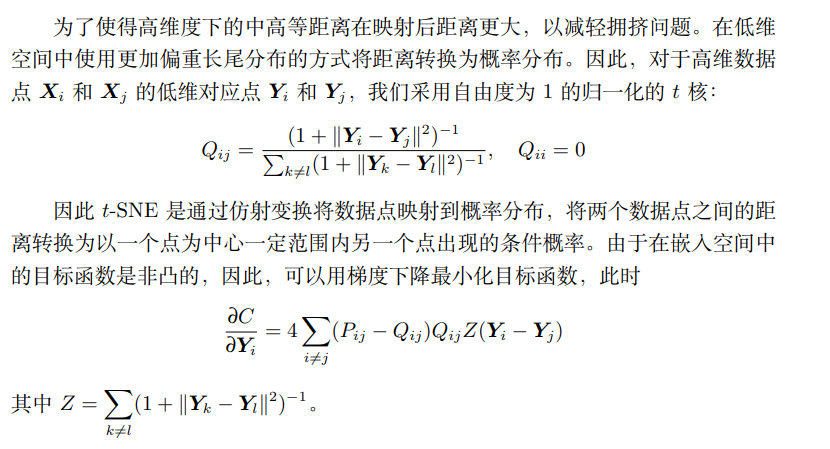 为了使得高维度下的中高等距离在映射后距离更大，以减轻拥挤问题。在低维
空间中使用更加偏重长尾分布的方式将距离转换为概率分布。因此，对于高维数据
点 X_i 和 X_j 的低维对应点 Y_i 和 Y_j，我们采用自由度为 1 的归一化的 t 核：
Q_{ij} = \frac{(1 + \|Y_i - Y_j\|^2)^{-1}}{\sum_{k \neq l}(1 + \|Y_k - Y_l\|^2)^{-1}}, Q_{ii} = 0
因此 t-SNE 是通过仿射变换将数据点映射到概率分布，将两个数据点之间的距
离转换为以一个点为中心一定范围内另一个点出现的条件概率。由于在嵌入空间中
的目标函数是非凸的，因此，可以用梯度下降最小化目标函数，此时
\frac{\partial C}{\partial Y_i} = 4 \sum_{i \neq j}(P_{ij} - Q_{ij})Q_{ij}Z(Y_i - Y_j)
其中 Z = \sum_{k \neq l}(1 + \|Y_k - Y_l\|^2)^{-1}。